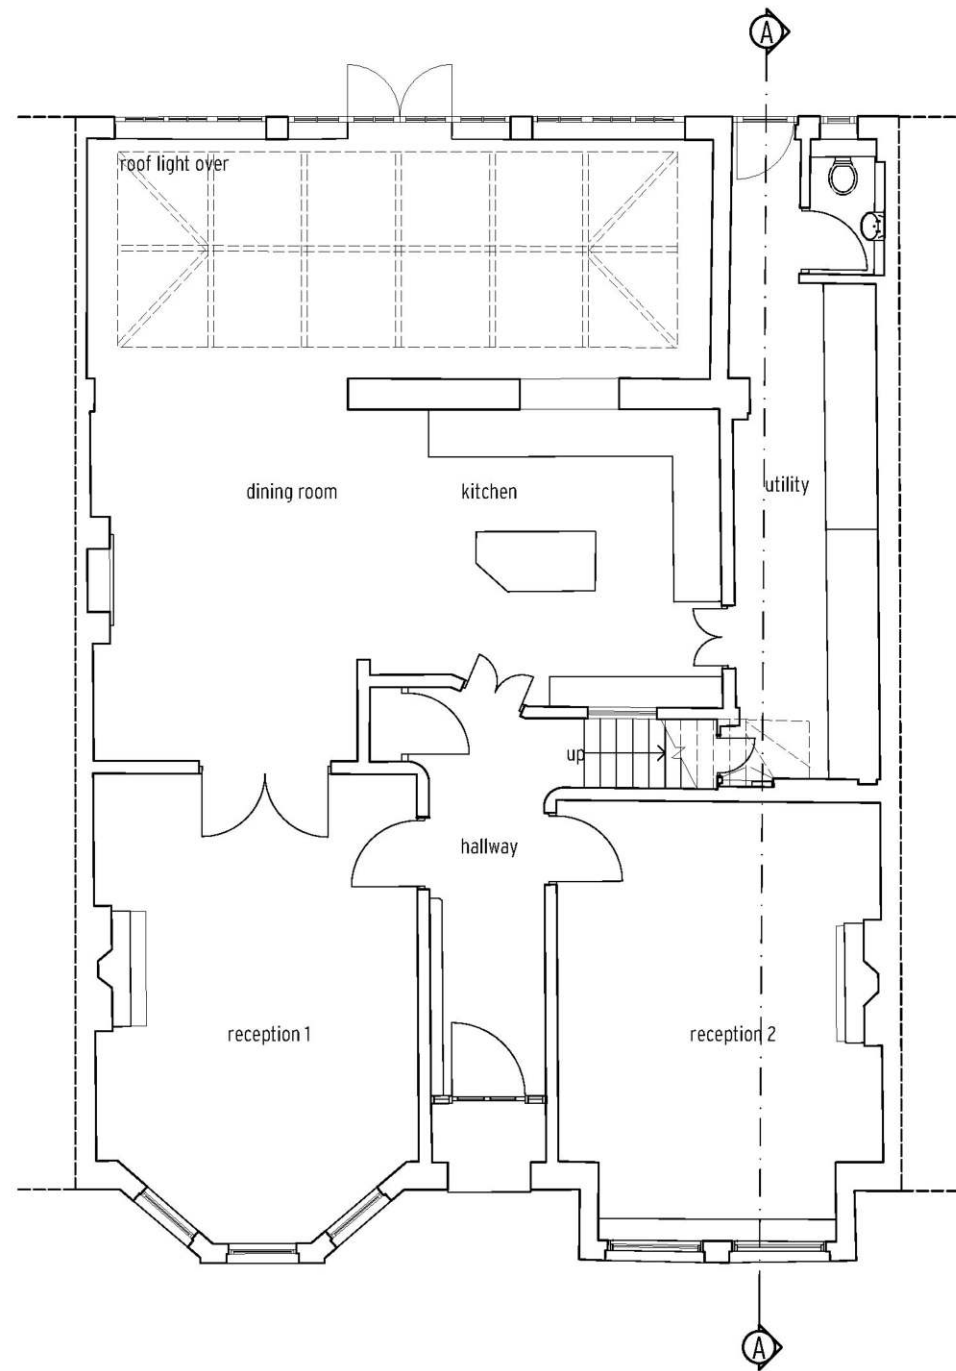 A
roof light over
dining room
kitchen
utility
up
hallway
reception 1
reception 2
A